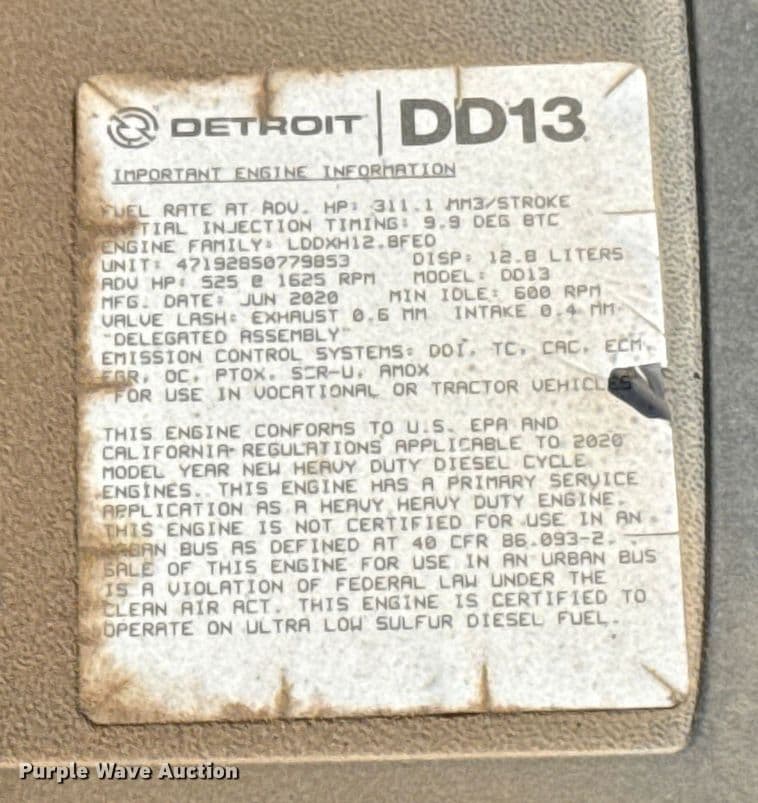 DETROIT DD13
IMPORTANT ENGINE INFORMATION
FUEL RATE AT ADV. HP: 311.1 MM3/STROKE
INITIAL INJECTION TIMING: 9.9 DEG BTC
ENGINE FAMILY: LDDXH12.8FED
UNIT: 471928S0779853 DISP: 12.8 LITERS
ADV HP: 525 @ 1625 RPM MODEL: DD13
MFG. DATE: JUN 2020 MIN IDLE: 600 RPM
VALVE LASH: EXHAUST 0.6 MM INTAKE 0.4 MM
"DELEGATED ASSEMBLY"
EMISSION CONTROL SYSTEMS: DDI, TC, CAC, ECM,
EGR, OC, PTOX, SCR-U, AMOX
FOR USE IN VOCATIONAL OR TRACTOR VEHICLES
THIS ENGINE CONFORMS TO U.S. EPA AND
CALIFORNIA REGULATIONS APPLICABLE TO 2020
MODEL YEAR NEW HEAVY DUTY DIESEL CYCLE
ENGINES. THIS ENGINE HAS A PRIMARY SERVICE
APPLICATION AS A HEAVY HEAVY DUTY ENGINE.
THIS ENGINE IS NOT CERTIFIED FOR USE IN AN
URBAN BUS AS DEFINED AT 40 CFR 86.093-2.
SALE OF THIS ENGINE FOR USE IN AN URBAN BUS
IS A VIOLATION OF FEDERAL LAW UNDER THE
CLEAN AIR ACT. THIS ENGINE IS CERTIFIED TO
OPERATE ON ULTRA LOW SULFUR DIESEL FUEL.
Purple Wave Auction